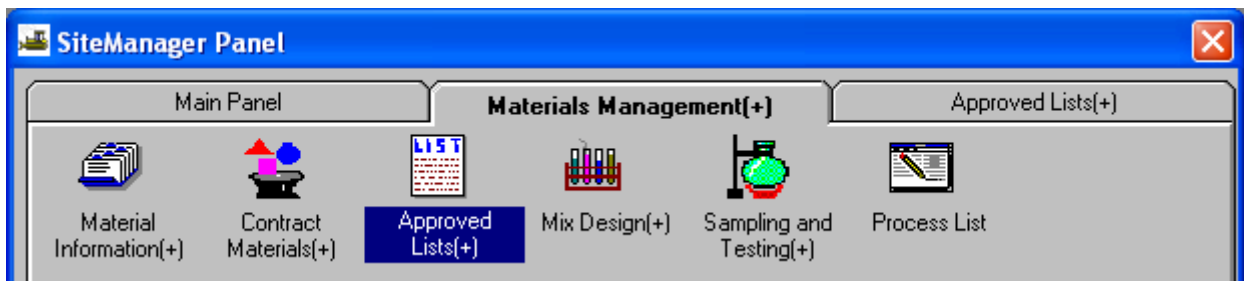 SiteManager Panel
Main Panel
Materials Management(+)
Approved Lists(+)
LIST
Material
Information(+)
Contract
Materials(+)
Approved
Lists(+)
Mix Design(+)
Sampling and
Testing(+)
Process List